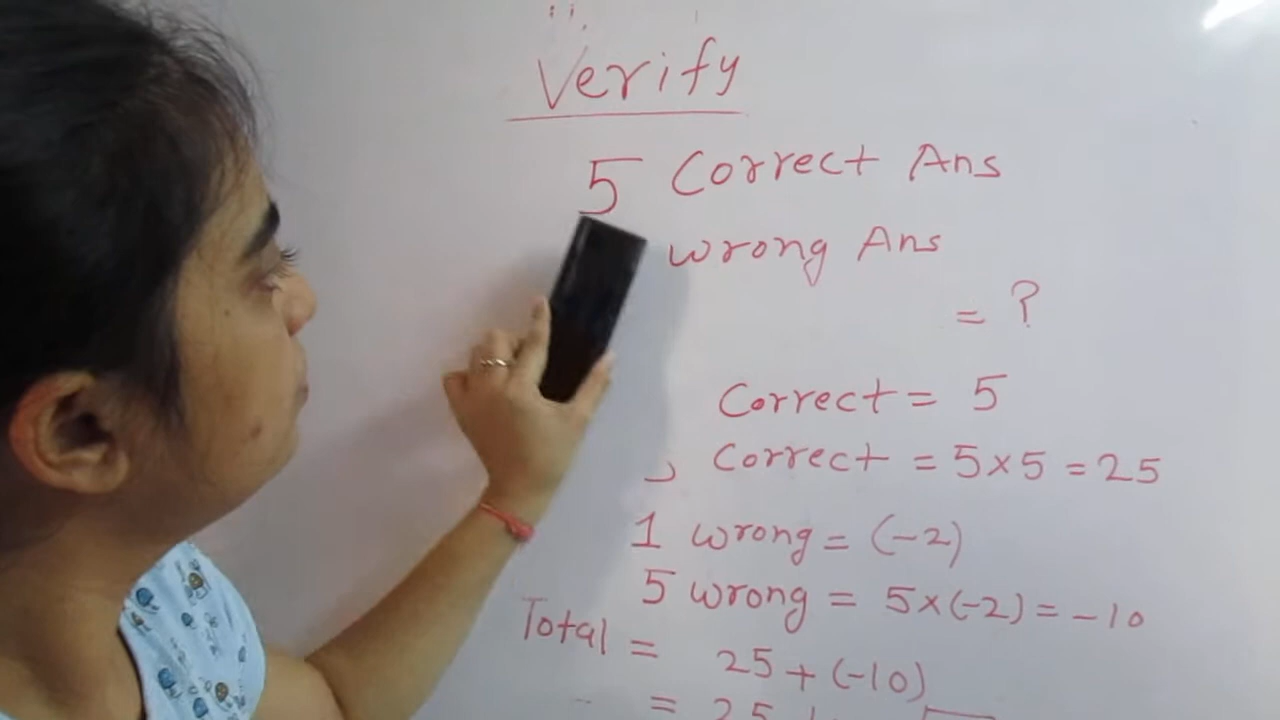 Verify
5 Correct Ans
wrong Ans
= ?
Correct = 5
Correct = 5×5 = 25
1 wrong = (-2)
5 wrong = 5×(-2) = -10
Total = 25 + (-10)
= 25